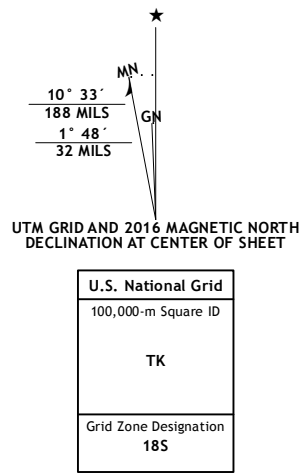 MN
GN
10° 33´
188 MILS
1° 48´
32 MILS
UTM GRID AND 2016 MAGNETIC NORTH
DECLINATION AT CENTER OF SHEET
U.S. National Grid
100,000-m Square ID
TK
Grid Zone Designation
18S